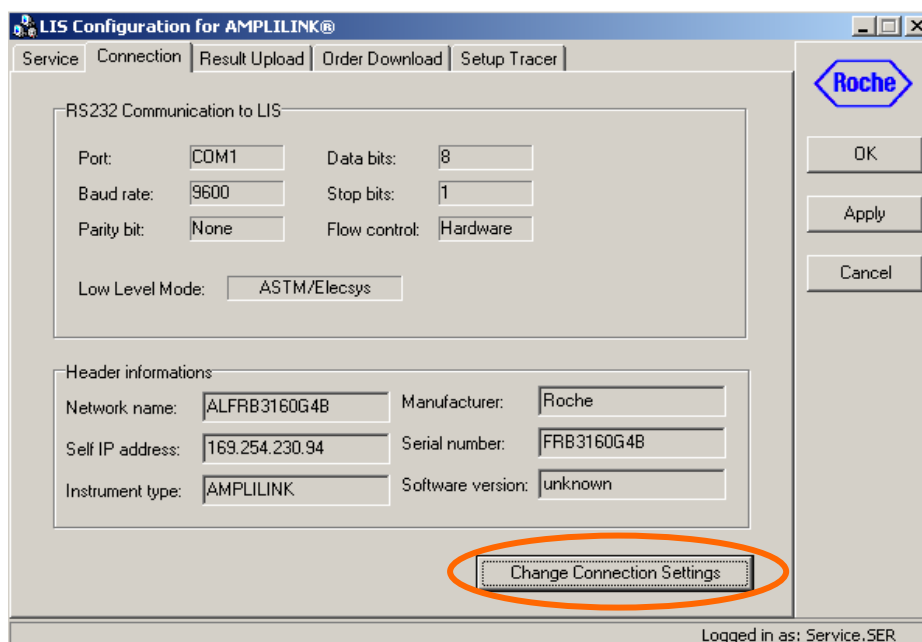 LIS Configuration for AMPLILINK®
Service Connection Result Upload Order Download Setup Tracer
Roche
OK
Apply
Cancel
RS232 Communication to LIS
Port: COM1 Data bits: 8
Baud rate: 9600 Stop bits: 1
Parity bit: None Flow control: Hardware
Low Level Mode: ASTM/Elecsys
Header informations
Network name: ALFRB3160G4B Manufacturer: Roche
Self IP address: 169.254.230.94 Serial number: FRB3160G4B
Instrument type: AMPLILINK Software version: unknown
Change Connection Settings
Logged in as: Service.SER